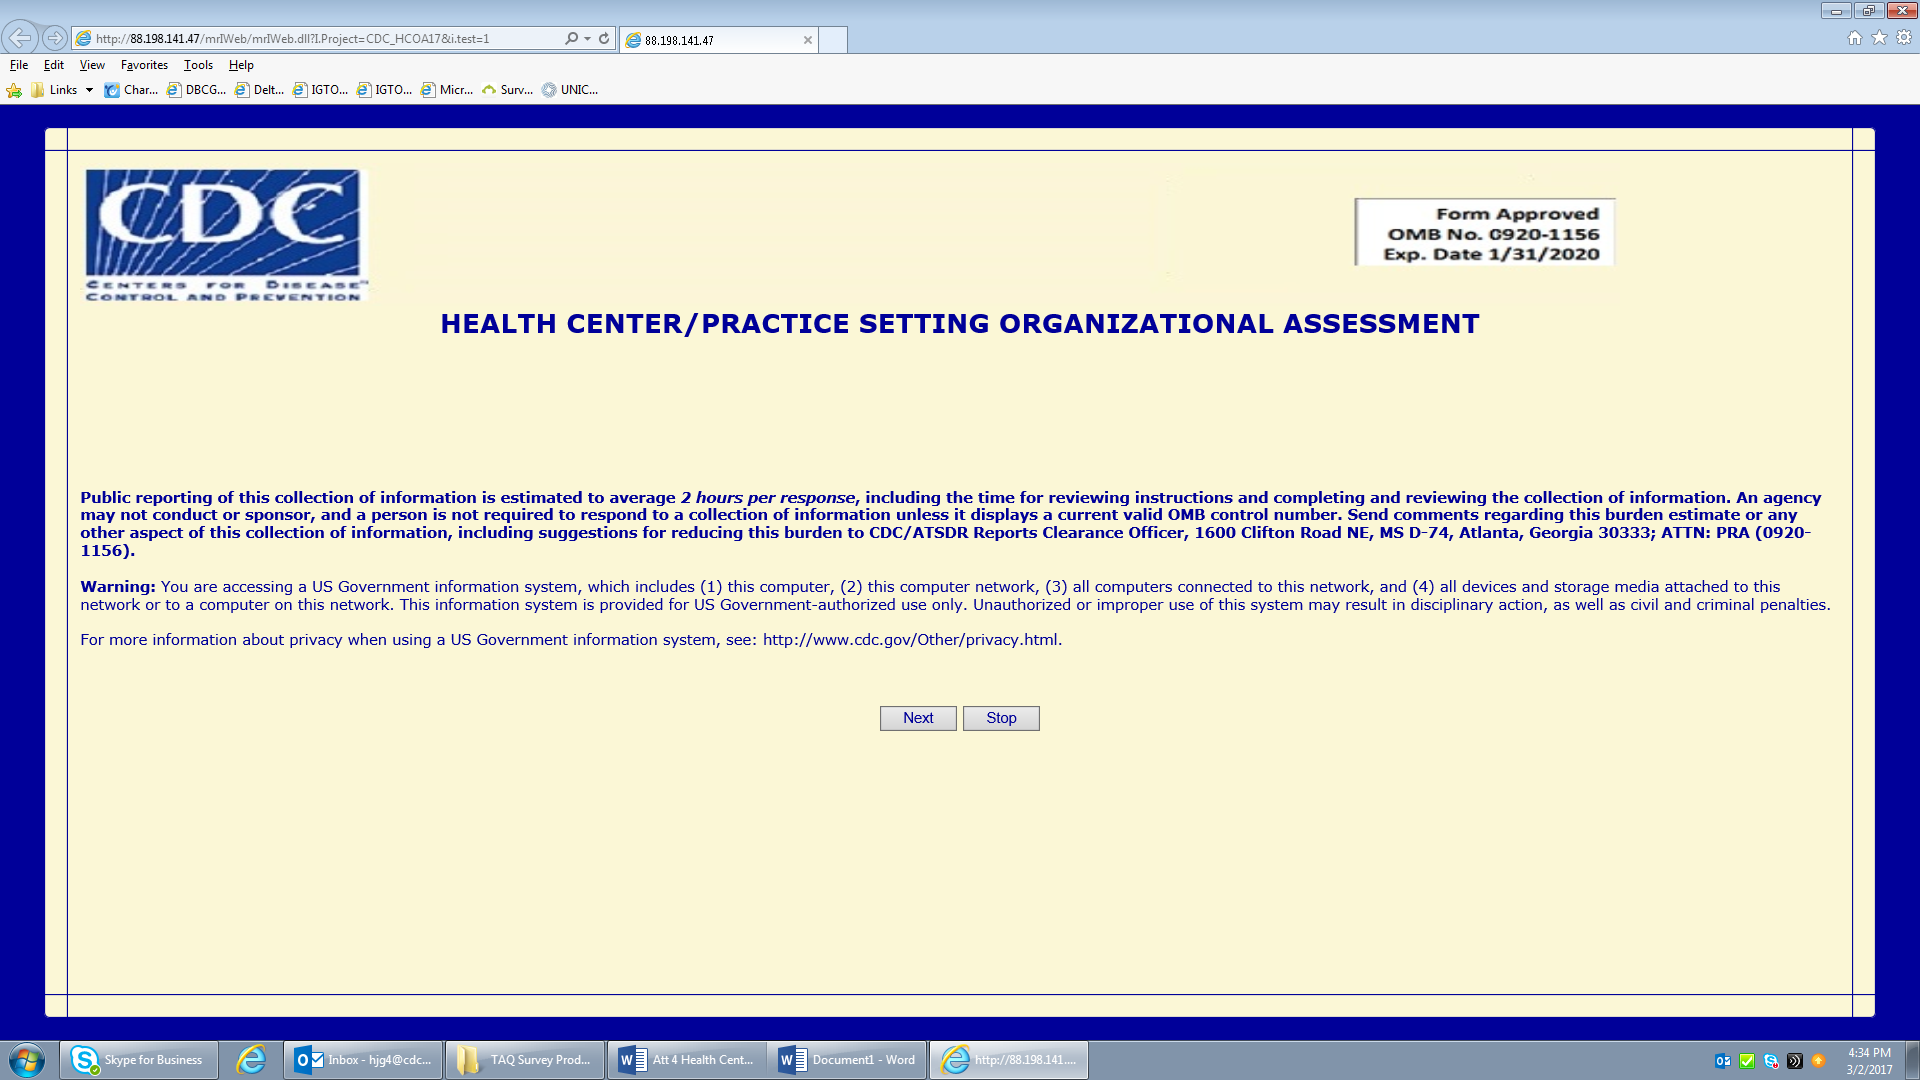 http://88.198.141.47/mrIWeb/mrIWeb.dll?I.Project=CDC_HCOA17&i.test=1
88.198.141.47
File Edit View Favorites Tools Help
Links Char... DBCG... Delt... IGTO... IGTO... Micr... Surv... UNIC...
CDC
CENTERS FOR DISEASE
CONTROL AND PREVENTION
Form Approved
OMB No. 0920-1156
Exp. Date 1/31/2020
HEALTH CENTER/PRACTICE SETTING ORGANIZATIONAL ASSESSMENT
Public reporting of this collection of information is estimated to average 2 hours per response, including the time for reviewing instructions and completing and reviewing the collection of information. An agency
may not conduct or sponsor, and a person is not required to respond to a collection of information unless it displays a current valid OMB control number. Send comments regarding this burden estimate or any
other aspect of this collection of information, including suggestions for reducing this burden to CDC/ATSDR Reports Clearance Officer, 1600 Clifton Road NE, MS D-74, Atlanta, Georgia 30333; ATTN: PRA (0920-
1156).
Warning: You are accessing a US Government information system, which includes (1) this computer, (2) this computer network, (3) all computers connected to this network, and (4) all devices and storage media attached to this
network or to a computer on this network. This information system is provided for US Government-authorized use only. Unauthorized or improper use of this system may result in disciplinary action, as well as civil and criminal penalties.
For more information about privacy when using a US Government information system, see: http://www.cdc.gov/Other/privacy.html.
Next Stop
Skype for Business Inbox - hjg4@cdc... TAQ Survey Prod... Att 4 Health Cent... Document1 - Word http://88.198.141....
4:34 PM
3/2/2017